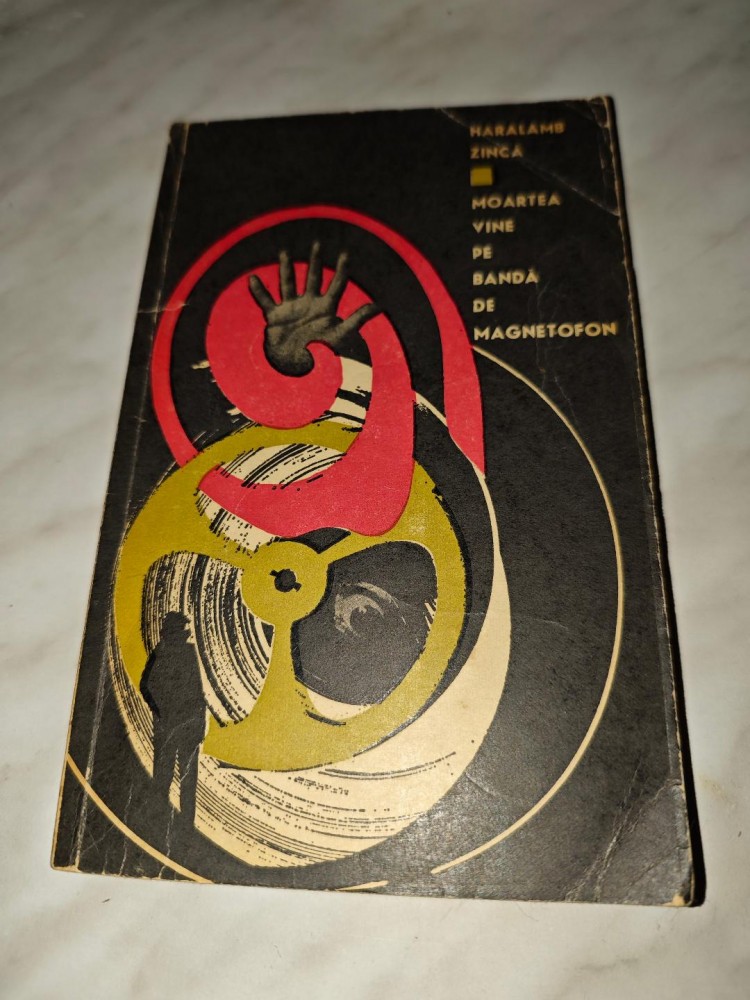 HARALAMB
ZINCĂ
MOARTEA
VINE
PE
BANDĂ
DE
MAGNETOFON